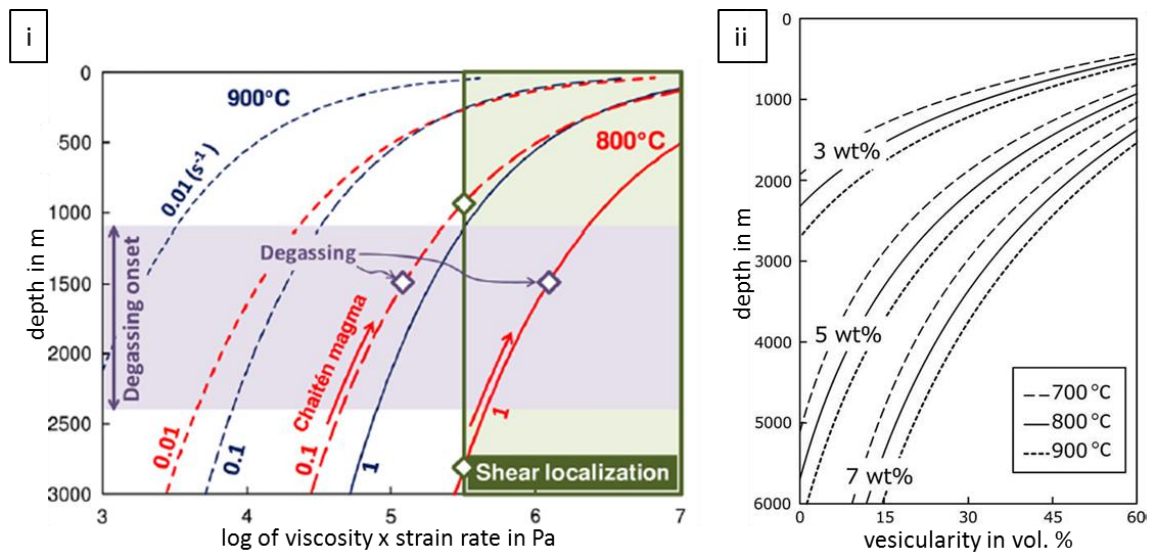 i
0
500
1000
1500
2000
2500
3000
depth in m
Degassing onset
900°C
0.01 (s⁻¹)
800°C
Degassing
Chaitén magma
0.01
0.1
0.1
1
1
Shear localization
3
4
5
6
7
log of viscosity x strain rate in Pa
ii
0
1000
2000
3000
4000
5000
6000
depth in m
3 wt%
5 wt%
7 wt%
700 °C
800 °C
900 °C
0
15
30
45
60
vesicularity in vol. %